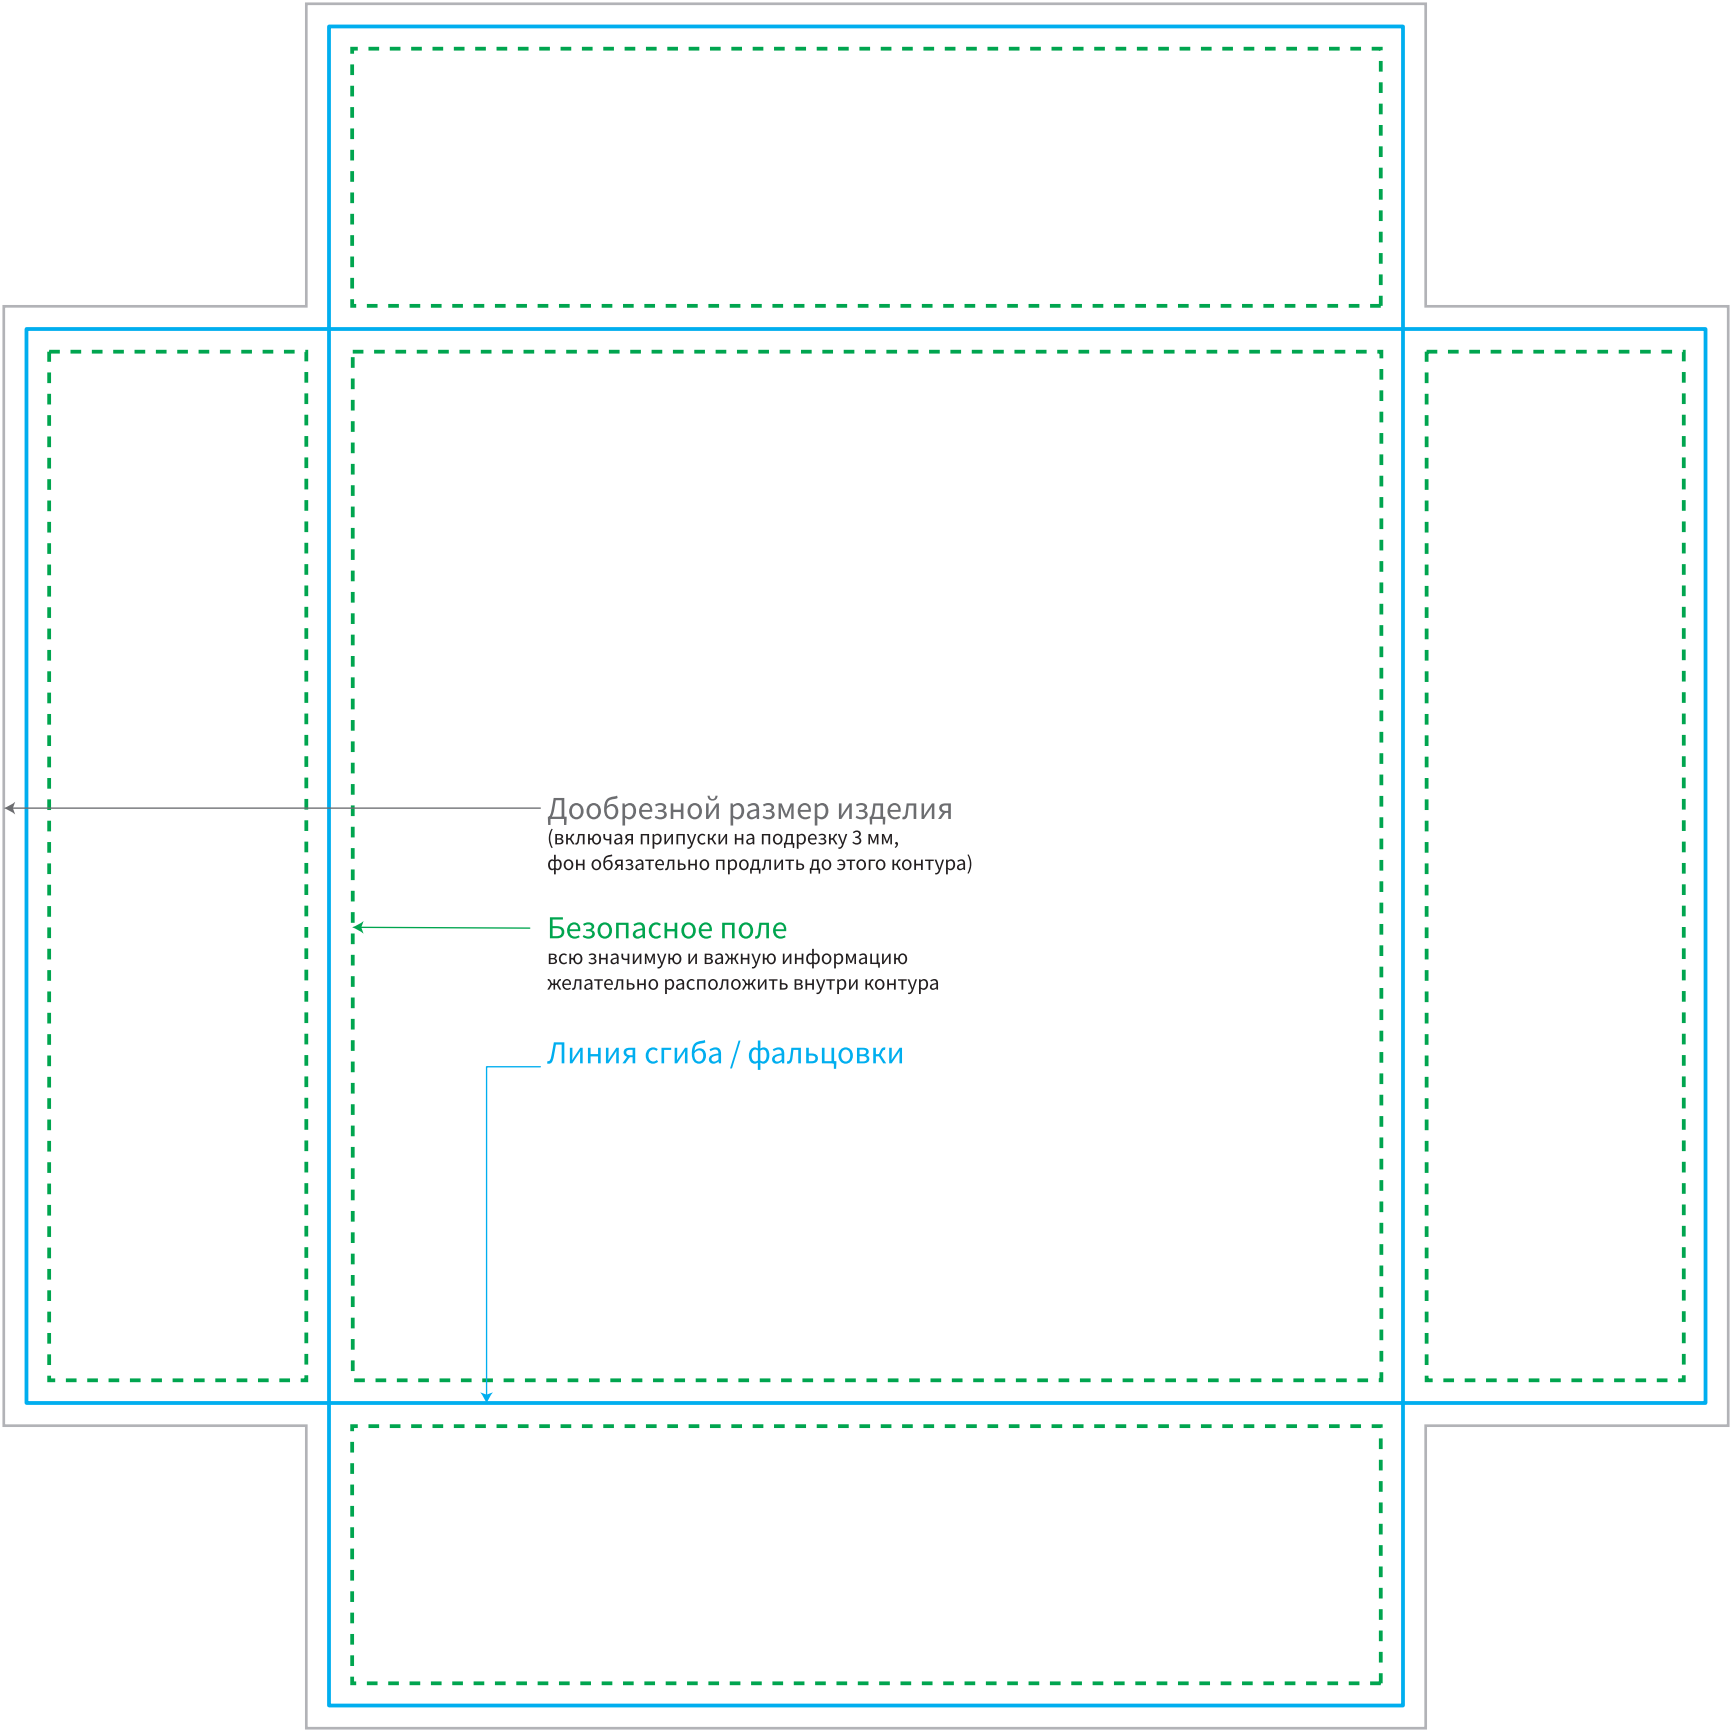 Дообрезной размер изделия
(включая припуски на подрезку 3 мм,
фон обязательно продлить до этого контура)
Безопасное поле
всю значимую и важную информацию
желательно расположить внутри контура
Линия сгиба / фальцовки